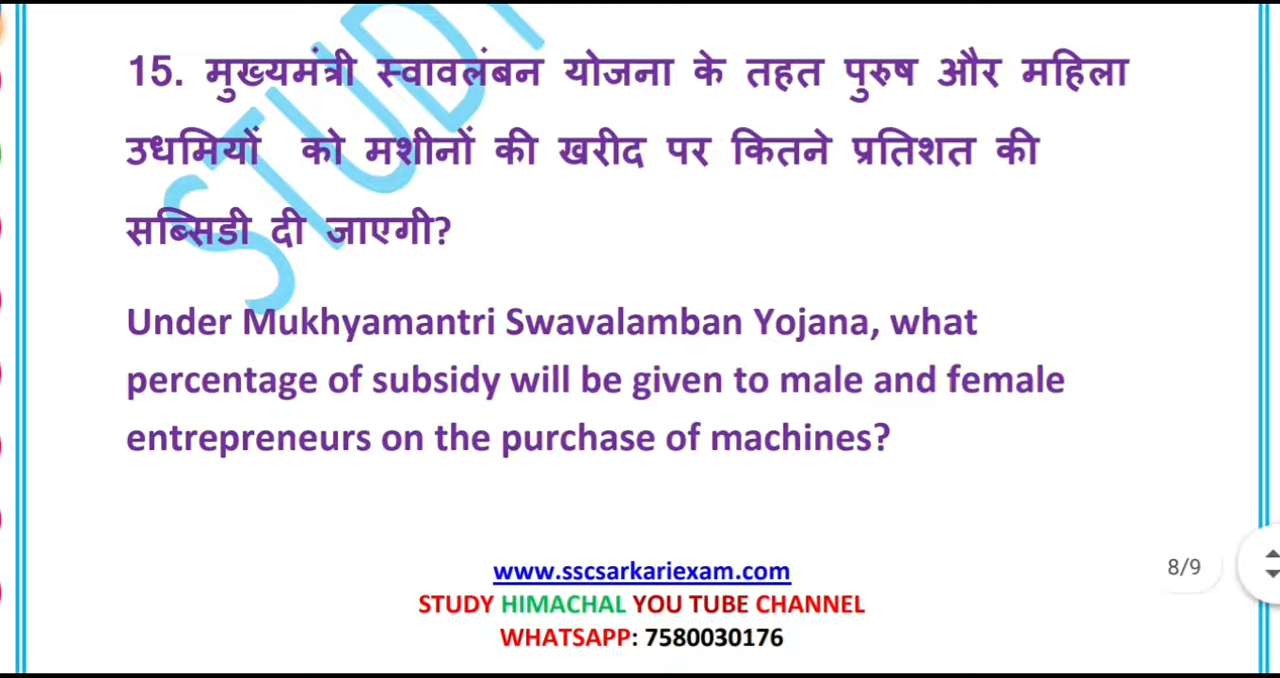 15. मुख्यमंत्री स्वावलंबन योजना के तहत पुरुष और महिला
उधमियों को मशीनों की खरीद पर कितने प्रतिशत की
सब्सिडी दी जाएगी?
Under Mukhyamantri Swavalamban Yojana, what
percentage of subsidy will be given to male and female
entrepreneurs on the purchase of machines?
www.sscsarkariexam.com
8/9
STUDY HIMACHAL YOU TUBE CHANNEL
WHATSAPP: 7580030176
STUDY